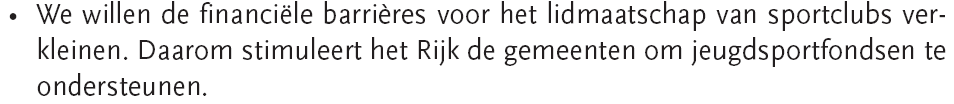 • We willen de financiële barrières voor het lidmaatschap van sportclubs ver-
kleinen. Daarom stimuleert het Rijk de gemeenten om jeugdsportfondsen te
ondersteunen.